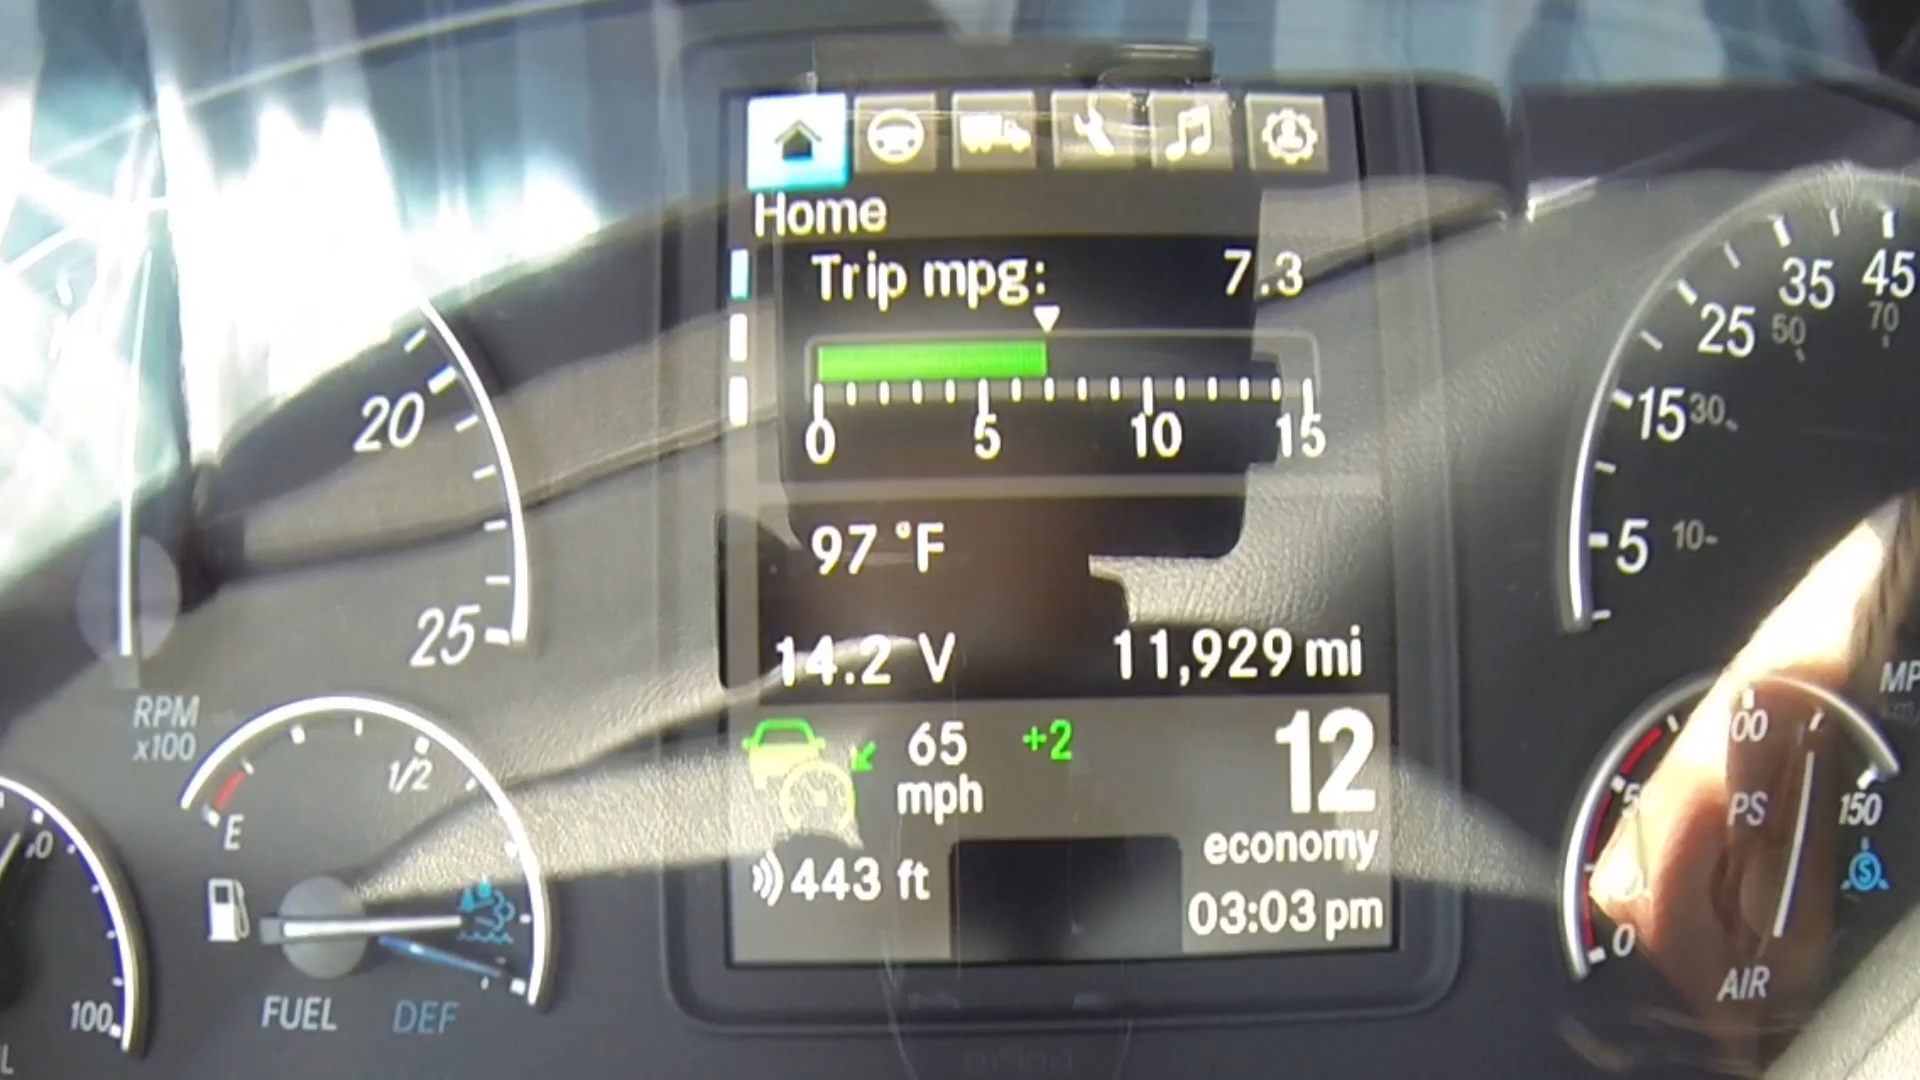 Home
Trip mpg: 7.3
0 5 10 15
97 °F
14.2 V 11,929 mi
65 mph +2
12
economy
443 ft
03:03 pm
20
25
RPM
x100
E 1/2
FUEL DEF
100
5 15 25 35 45
10 30 50 70
0 150
PS
AIR
S